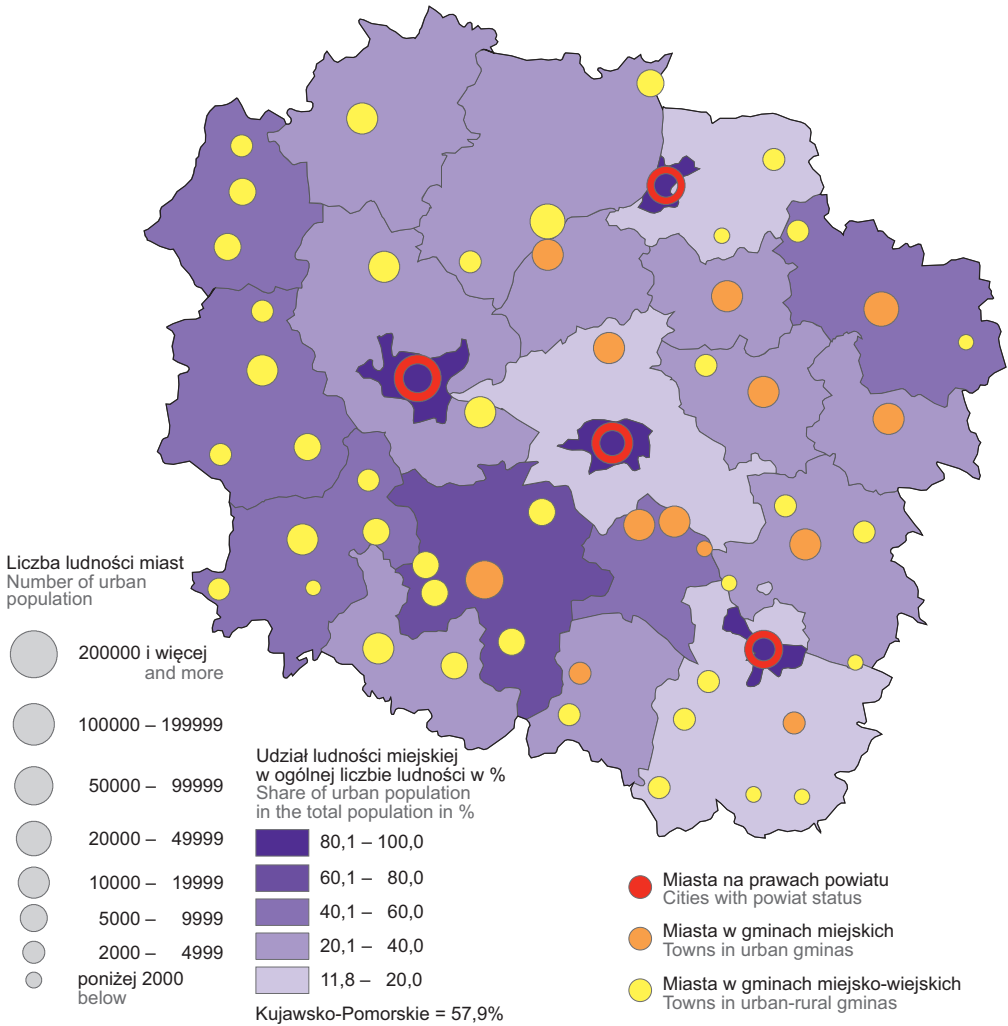 Liczba ludności miast
Number of urban
population
200000 i więcej
and more
100000 – 199999
50000 – 99999
20000 – 49999
10000 – 19999
5000 – 9999
2000 – 4999
poniżej 2000
below
Udział ludności miejskiej
w ogólnej liczbie ludności w %
Share of urban population
in the total population in %
80,1 – 100,0
60,1 – 80,0
40,1 – 60,0
20,1 – 40,0
11,8 – 20,0
Kujawsko-Pomorskie = 57,9%
Miasta na prawach powiatu
Cities with powiat status
Miasta w gminach miejskich
Towns in urban gminas
Miasta w gminach miejsko-wiejskich
Towns in urban-rural gminas